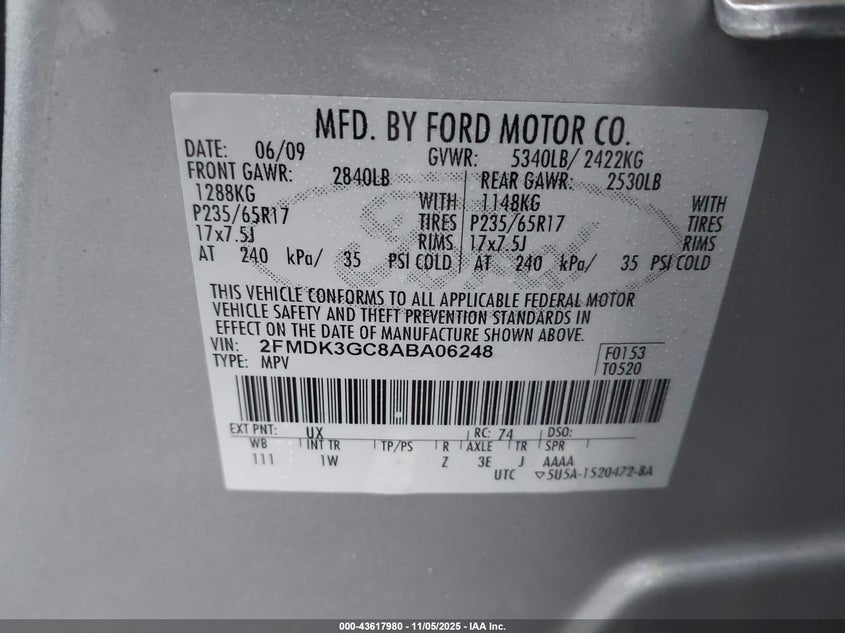 MFD. BY FORD MOTOR CO.
DATE: 06/09 GVWR: 5340LB/ 2422KG
FRONT GAWR: 2840LB REAR GAWR: 2530LB
1288KG WITH 1148KG WITH
P235/65R17 TIRES P235/65R17 TIRES
17x7.5J RIMS 17x7.5J RIMS
AT 240 kPa/ 35 PSI COLD AT 240 kPa/ 35 PSI COLD
THIS VEHICLE CONFORMS TO ALL APPLICABLE FEDERAL MOTOR
VEHICLE SAFETY AND THEFT PREVENTION STANDARDS IN
EFFECT ON THE DATE OF MANUFACTURE SHOWN ABOVE.
VIN: 2FMDK3GC8ABA06248 F0153
TYPE: MPV T0520
EXT PNT: UX RC: 74 DSO:
WB INT TR TP/PS R AXLE TR SPR
111 1W Z 3E J AAAA
UTC ▽5U5A-1520472-BA
000-43617980 - 11/05/2025 - IAA Inc.